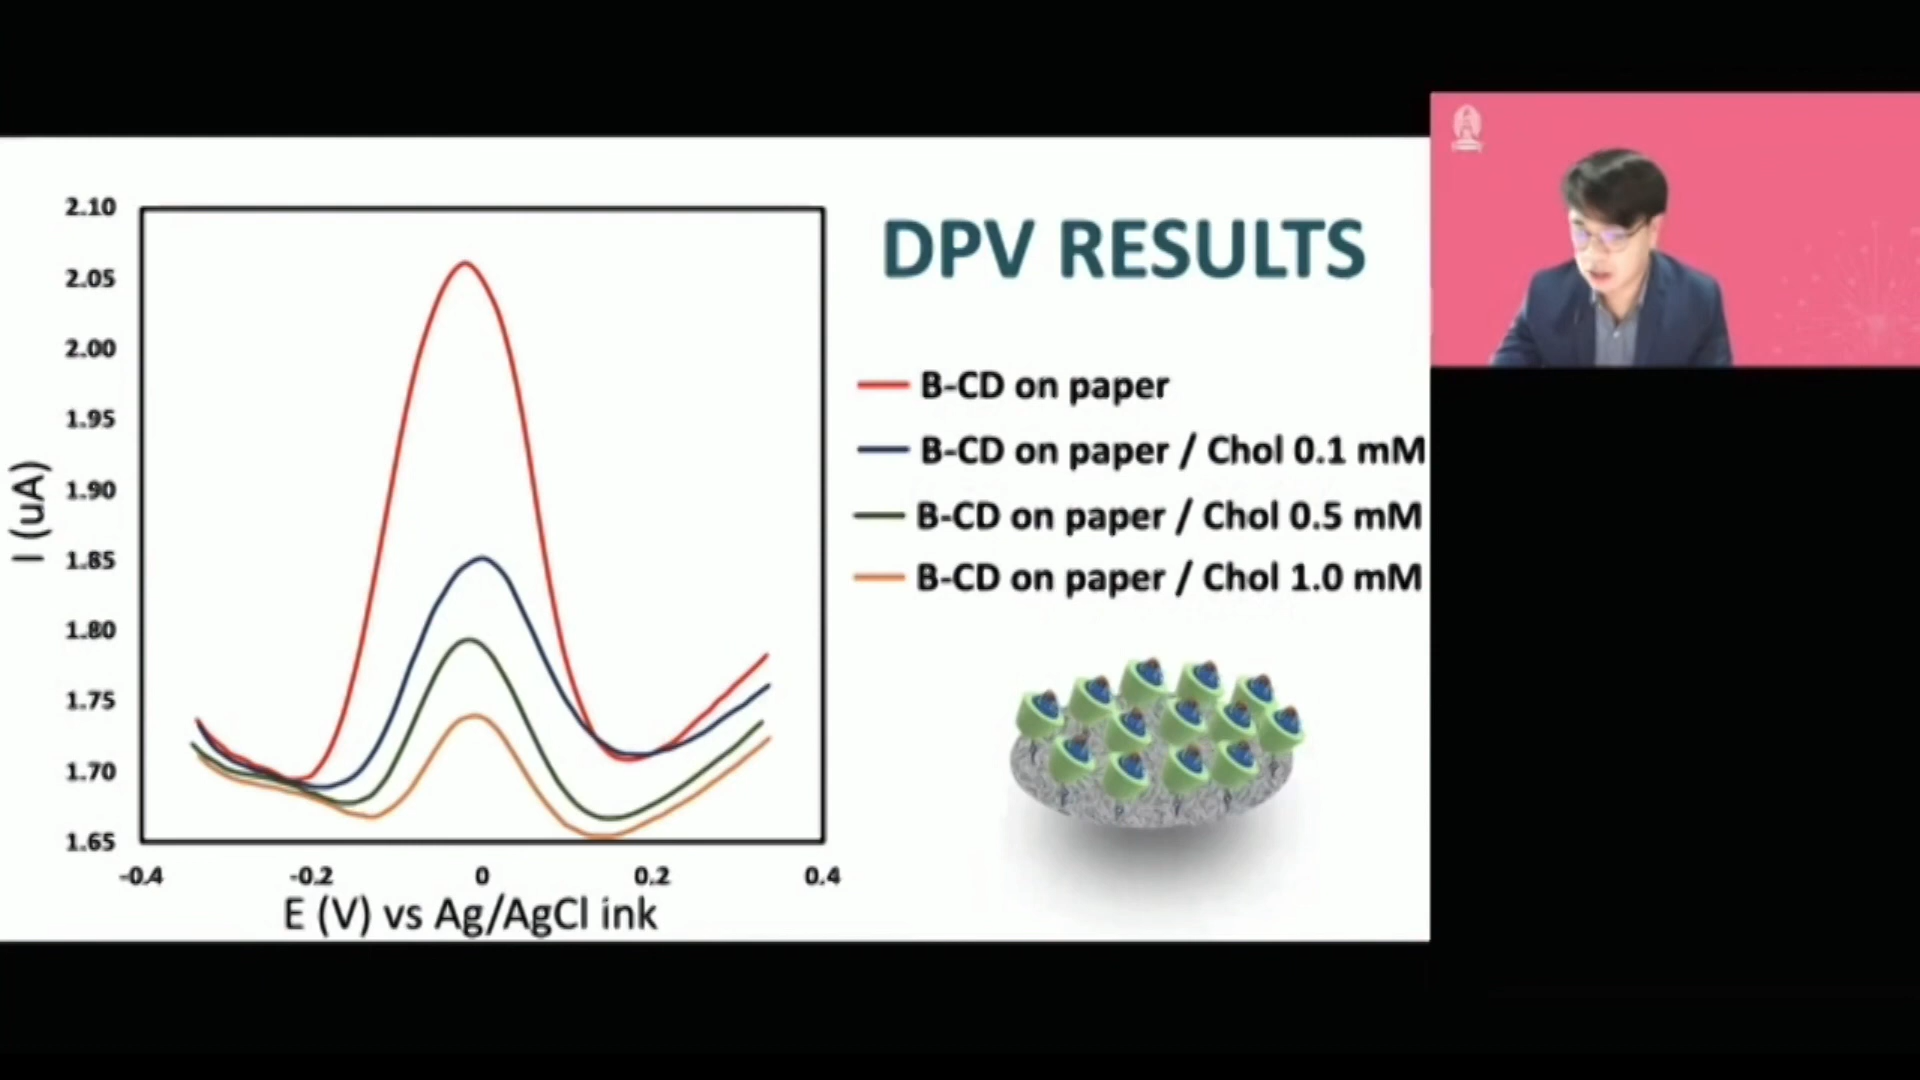 DPV RESULTS
2.10
2.05
2.00
1.95
1.90
1.85
1.80
1.75
1.70
1.65
I (uA)
-0.4
-0.2
0
0.2
0.4
E (V) vs Ag/AgCl ink
B-CD on paper
B-CD on paper / Chol 0.1 mM
B-CD on paper / Chol 0.5 mM
B-CD on paper / Chol 1.0 mM